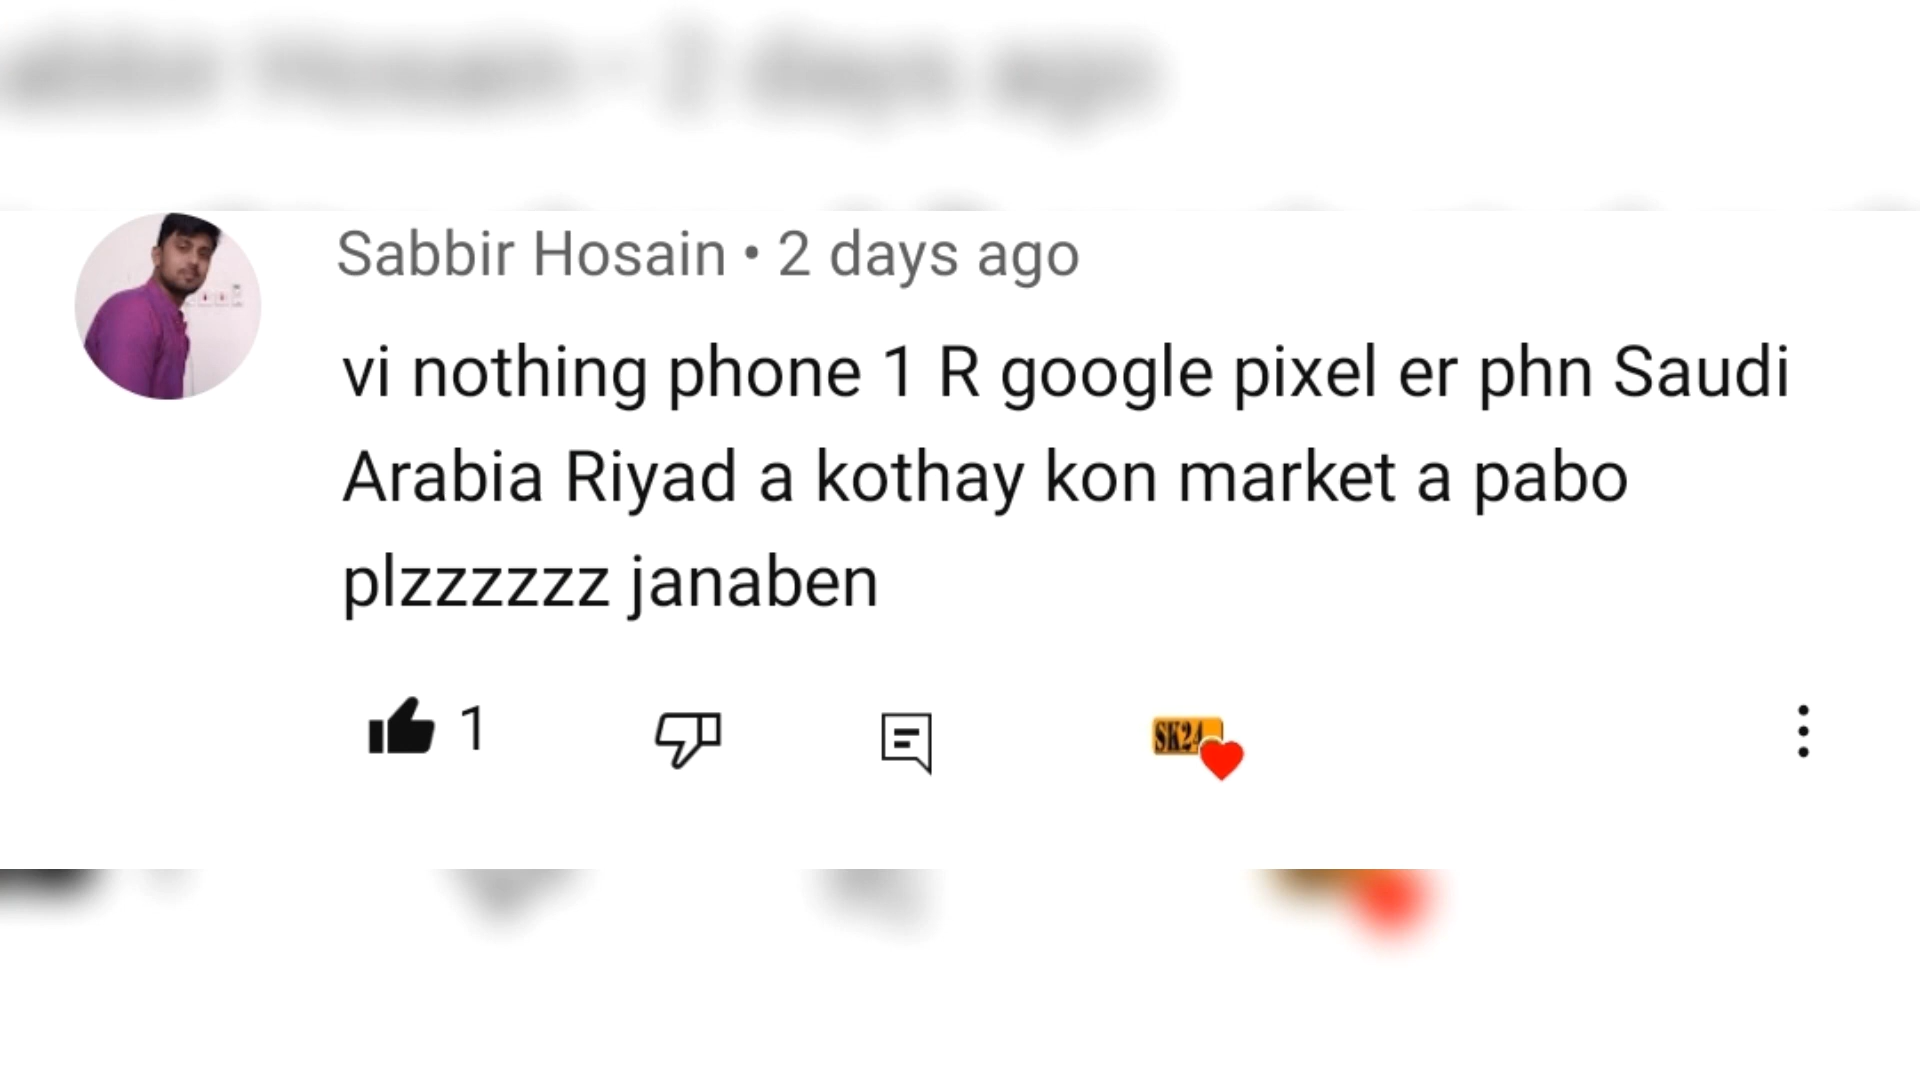 Sabbir Hosain • 2 days ago
vi nothing phone 1 R google pixel er phn Saudi
Arabia Riyad a kothay kon market a pabo
plzzzzzz janaben
1
SK24